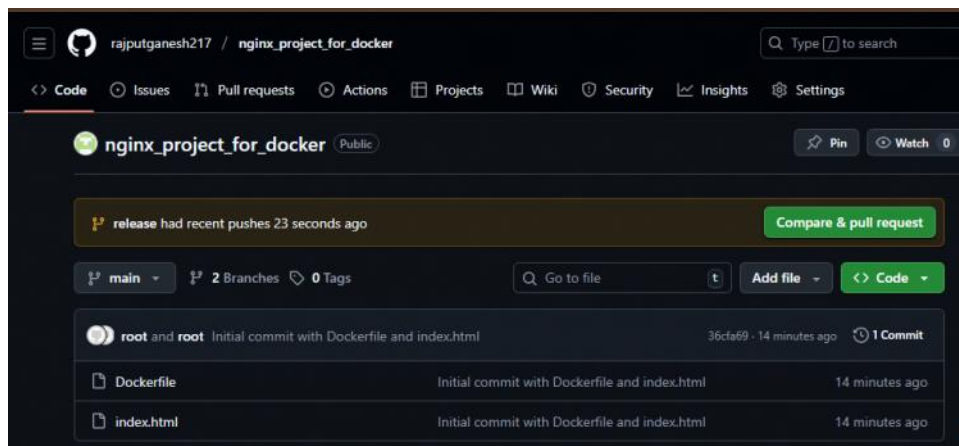 rajputganesh217 / nginx_project_for_docker Type / to search
<> Code Issues Pull requests Actions Projects Wiki Security Insights Settings
nginx_project_for_docker Public Pin Watch 0
release had recent pushes 23 seconds ago Compare & pull request
main 2 Branches 0 Tags Go to file t Add file <> Code
root and root Initial commit with Dockerfile and index.html 36cfa69 · 14 minutes ago 1 Commit
Dockerfile Initial commit with Dockerfile and index.html 14 minutes ago
index.html Initial commit with Dockerfile and index.html 14 minutes ago